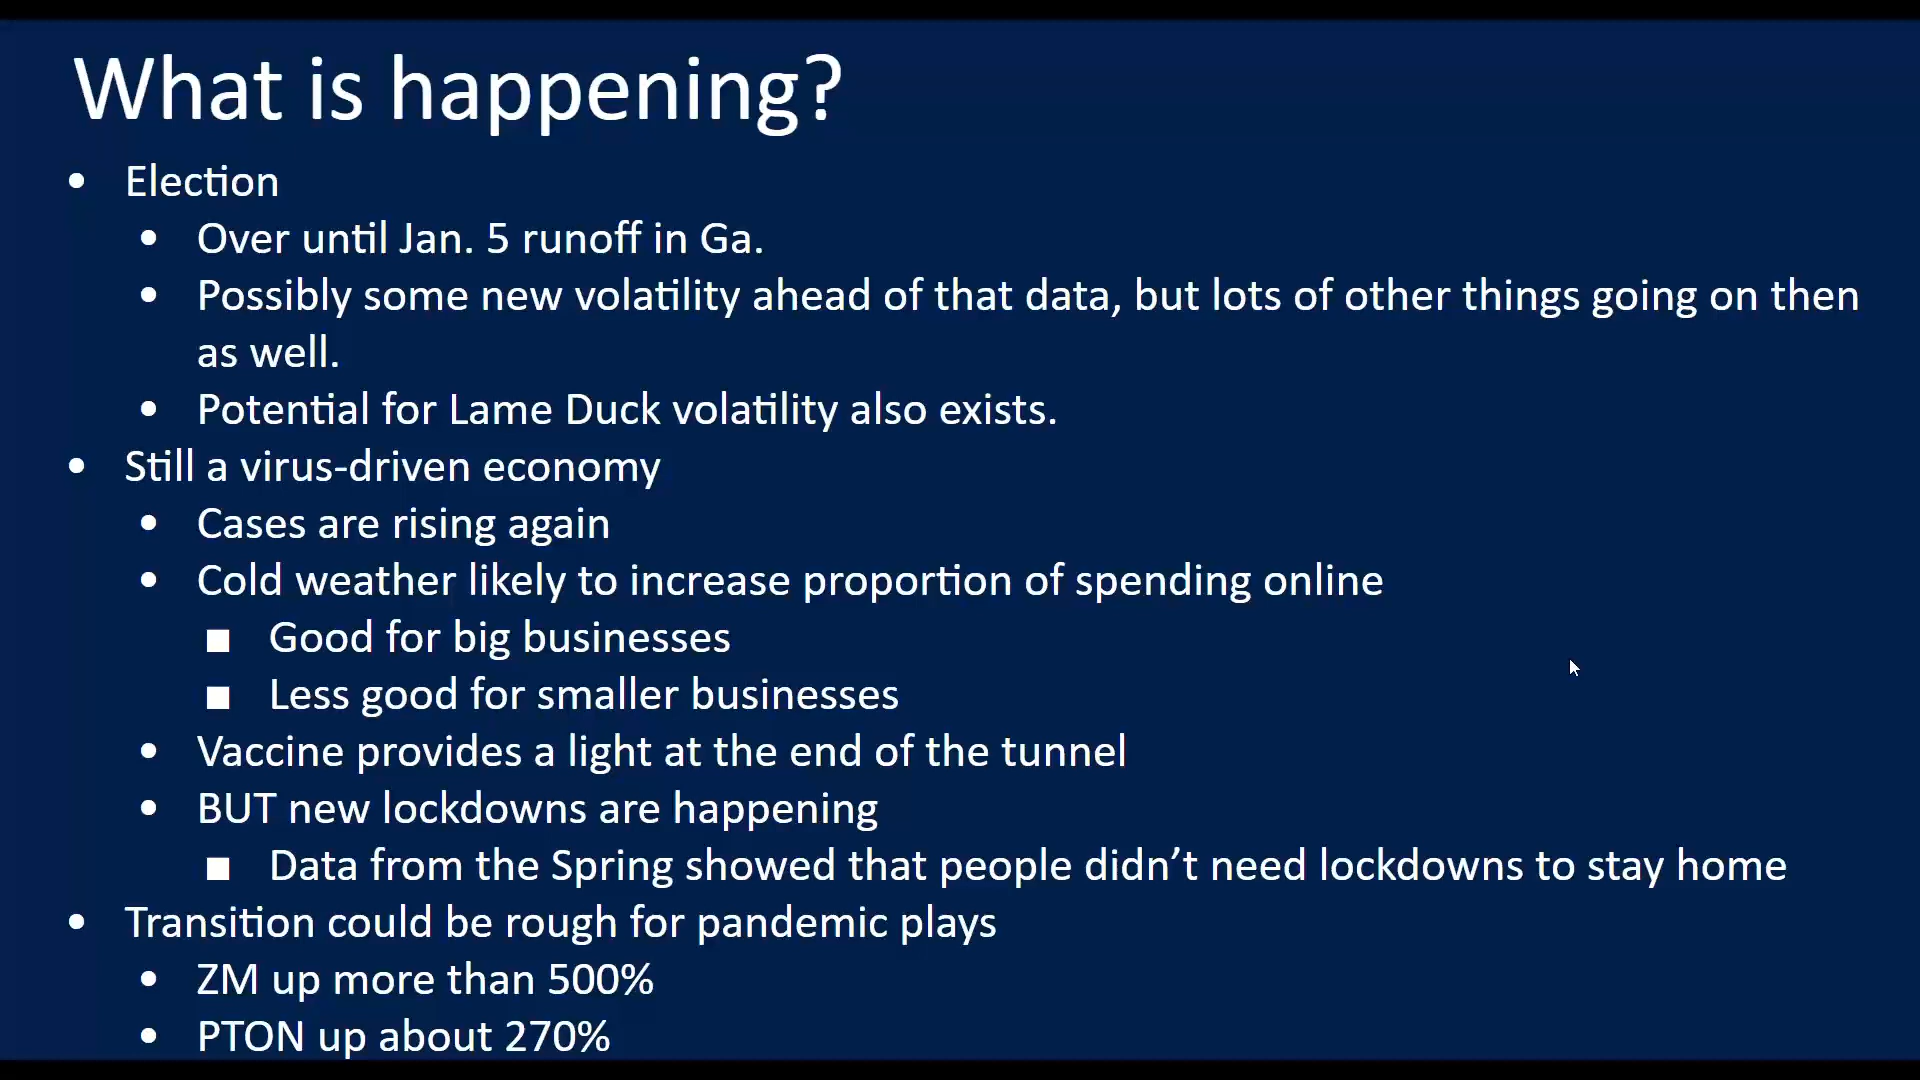 What is happening?
• Election
• Over until Jan. 5 runoff in Ga.
• Possibly some new volatility ahead of that data, but lots of other things going on then
as well.
• Potential for Lame Duck volatility also exists.
• Still a virus-driven economy
• Cases are rising again
• Cold weather likely to increase proportion of spending online
■ Good for big businesses
■ Less good for smaller businesses
• Vaccine provides a light at the end of the tunnel
• BUT new lockdowns are happening
■ Data from the Spring showed that people didn’t need lockdowns to stay home
• Transition could be rough for pandemic plays
• ZM up more than 500%
• PTON up about 270%